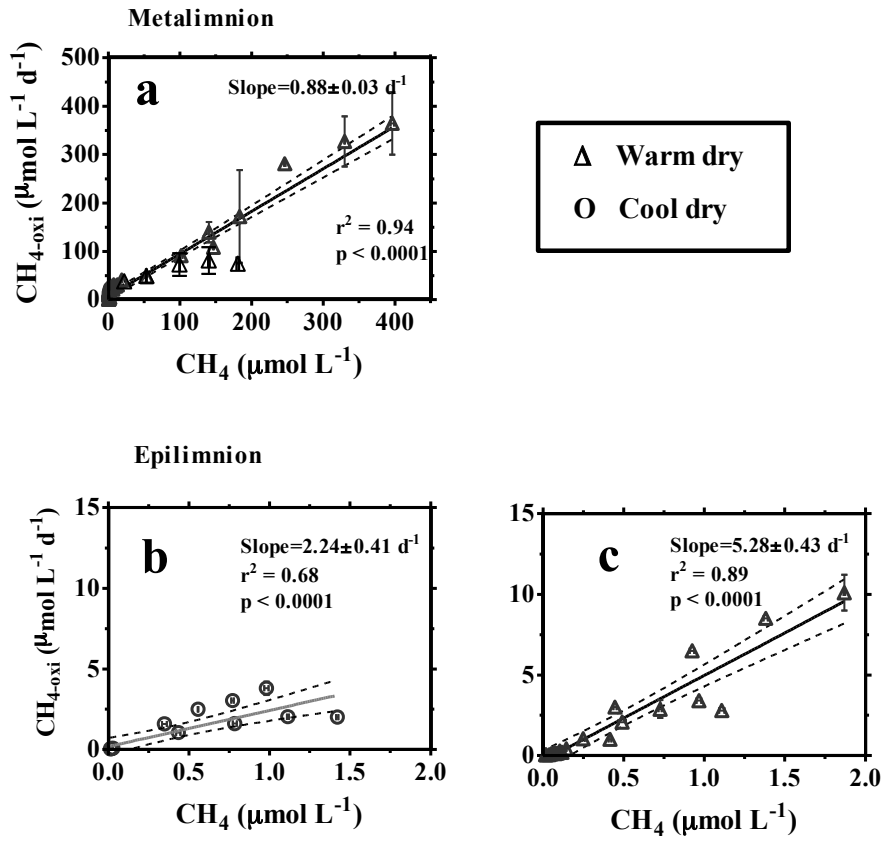 Metalimnion
a
Slope=0.88±0.03 d⁻¹
r² = 0.94
p < 0.0001
500
400
300
200
100
0
0 100 200 300 400
CH₄₋oxi (μmol L⁻¹ d⁻¹)
CH₄ (μmol L⁻¹)
Warm dry
Cool dry
Epilimnion
b
Slope=2.24±0.41 d⁻¹
r² = 0.68
p < 0.0001
15
10
5
0
0.0 0.5 1.0 1.5 2.0
CH₄₋oxi (μmol L⁻¹ d⁻¹)
CH₄ (μmol L⁻¹)
c
Slope=5.28±0.43 d⁻¹
r² = 0.89
p < 0.0001
15
10
5
0
0.0 0.5 1.0 1.5 2.0
CH₄ (μmol L⁻¹)